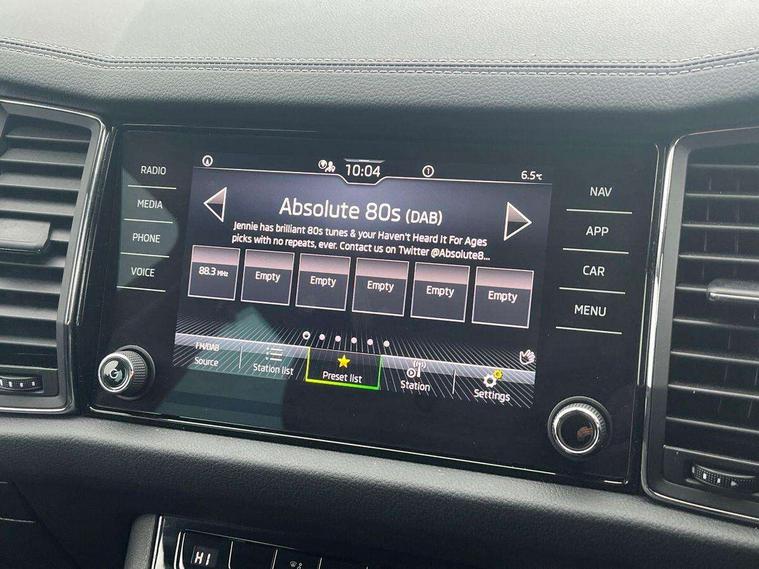 RADIO
MEDIA
PHONE
VOICE
10:04
1
6.5°C
Absolute 80s (DAB)
Jennie has brilliant 80s tunes & your Haven't Heard It For Ages
picks with no repeats, ever. Contact us on Twitter @Absolute8...
88.3 MHz
Empty
Empty
Empty
Empty
Empty
FM/DAB
Source
Station list
Preset list
Station
Settings
NAV
APP
CAR
MENU
HI